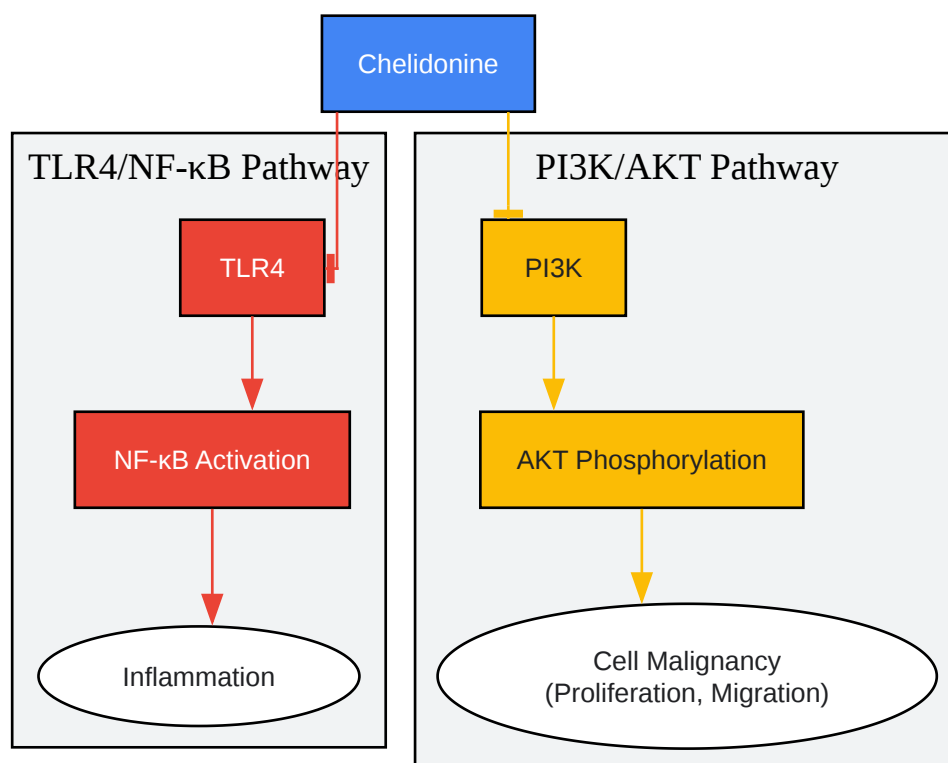 Chelidonine
TLR4/NF-κB Pathway
PI3K/AKT Pathway
TLR4
PI3K
NF-κB Activation
AKT Phosphorylation
Inflammation
Cell Malignancy
(Proliferation, Migration)